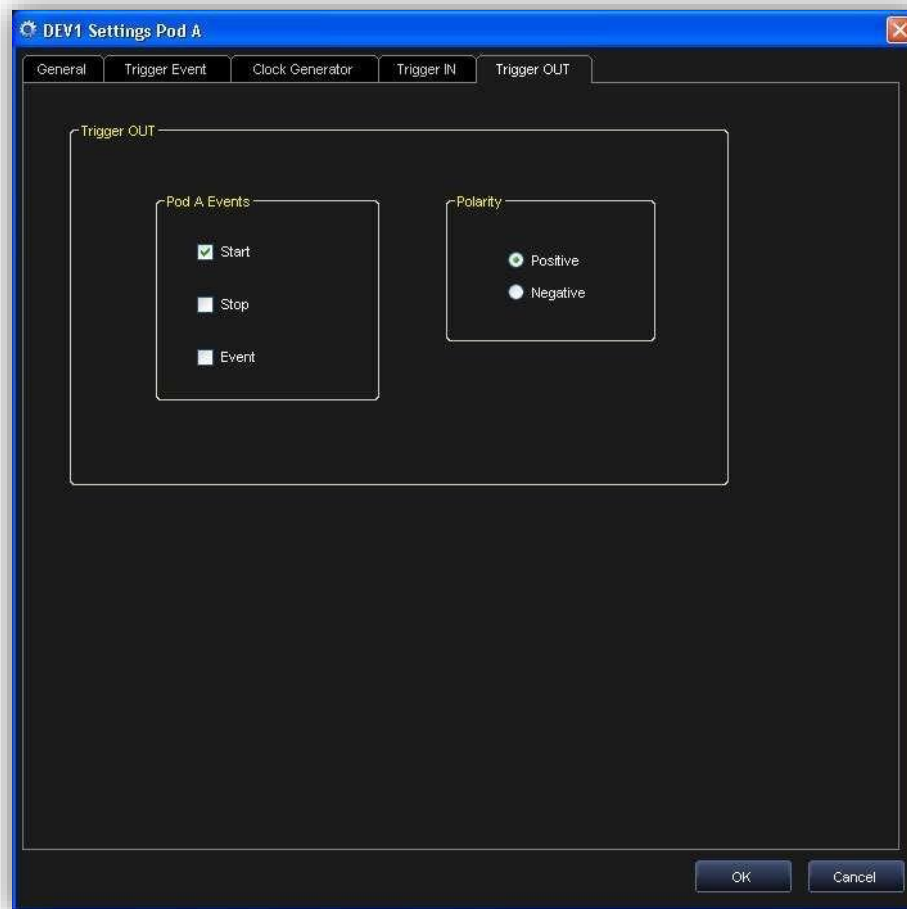 DEV1 Settings Pod A
General Trigger Event Clock Generator Trigger IN Trigger OUT
Trigger OUT
Pod A Events
Start
Stop
Event
Polarity
Positive
Negative
OK Cancel